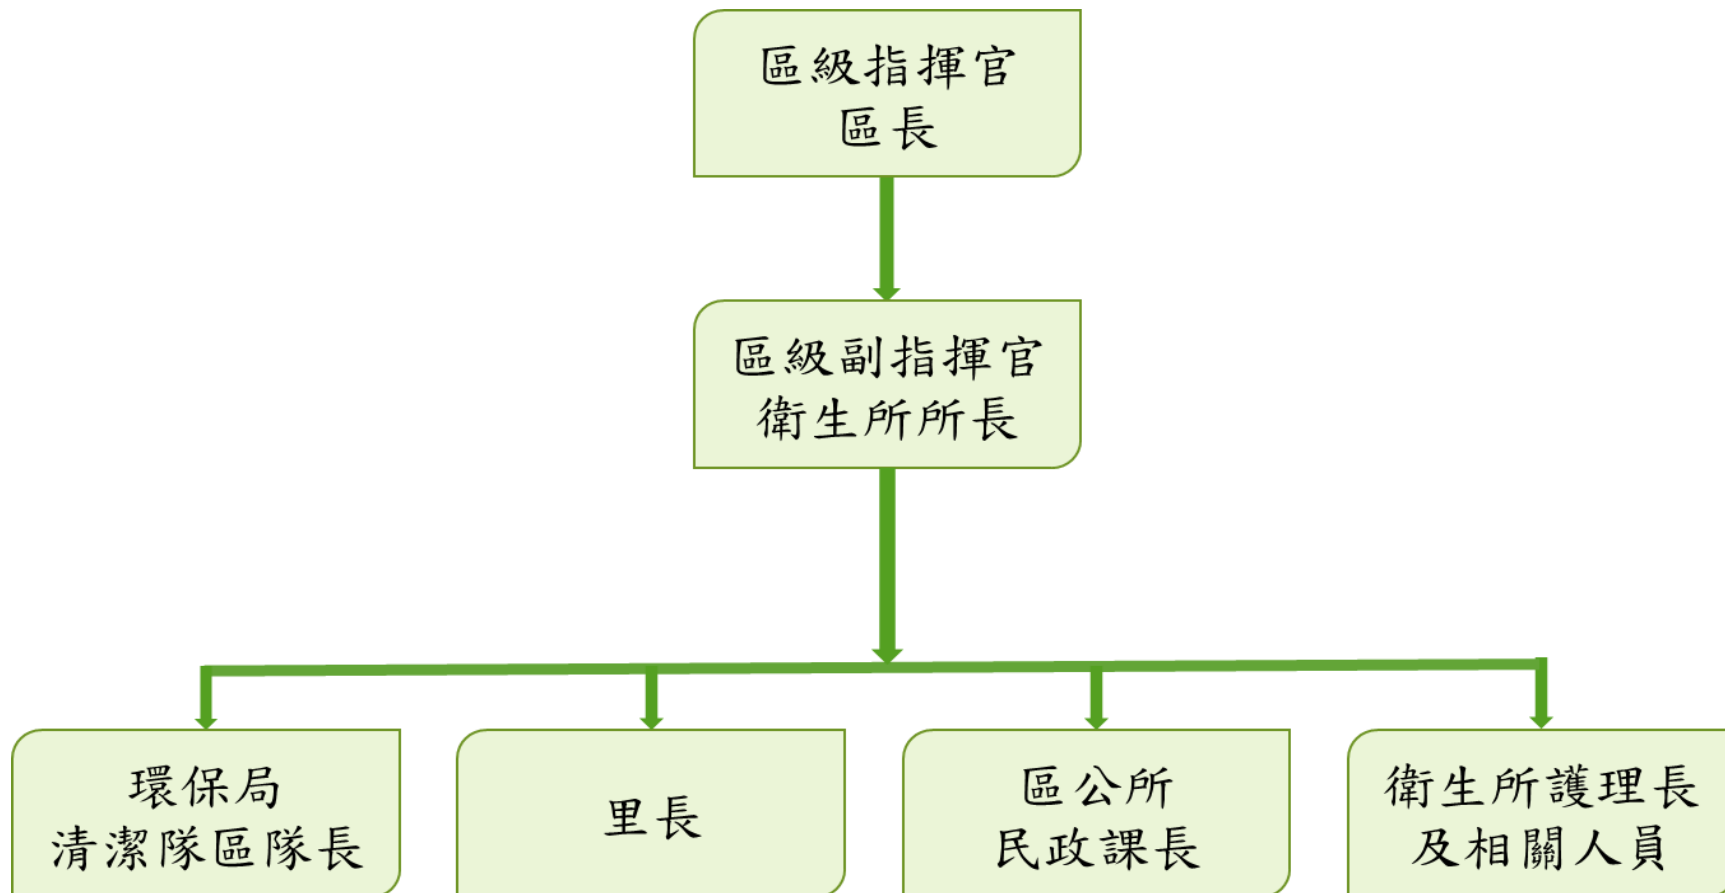 區級指揮官
區長
區級副指揮官
衛生所所長
環保局
清潔隊區隊長
里長
區公所
民政課長
衛生所護理長
及相關人員